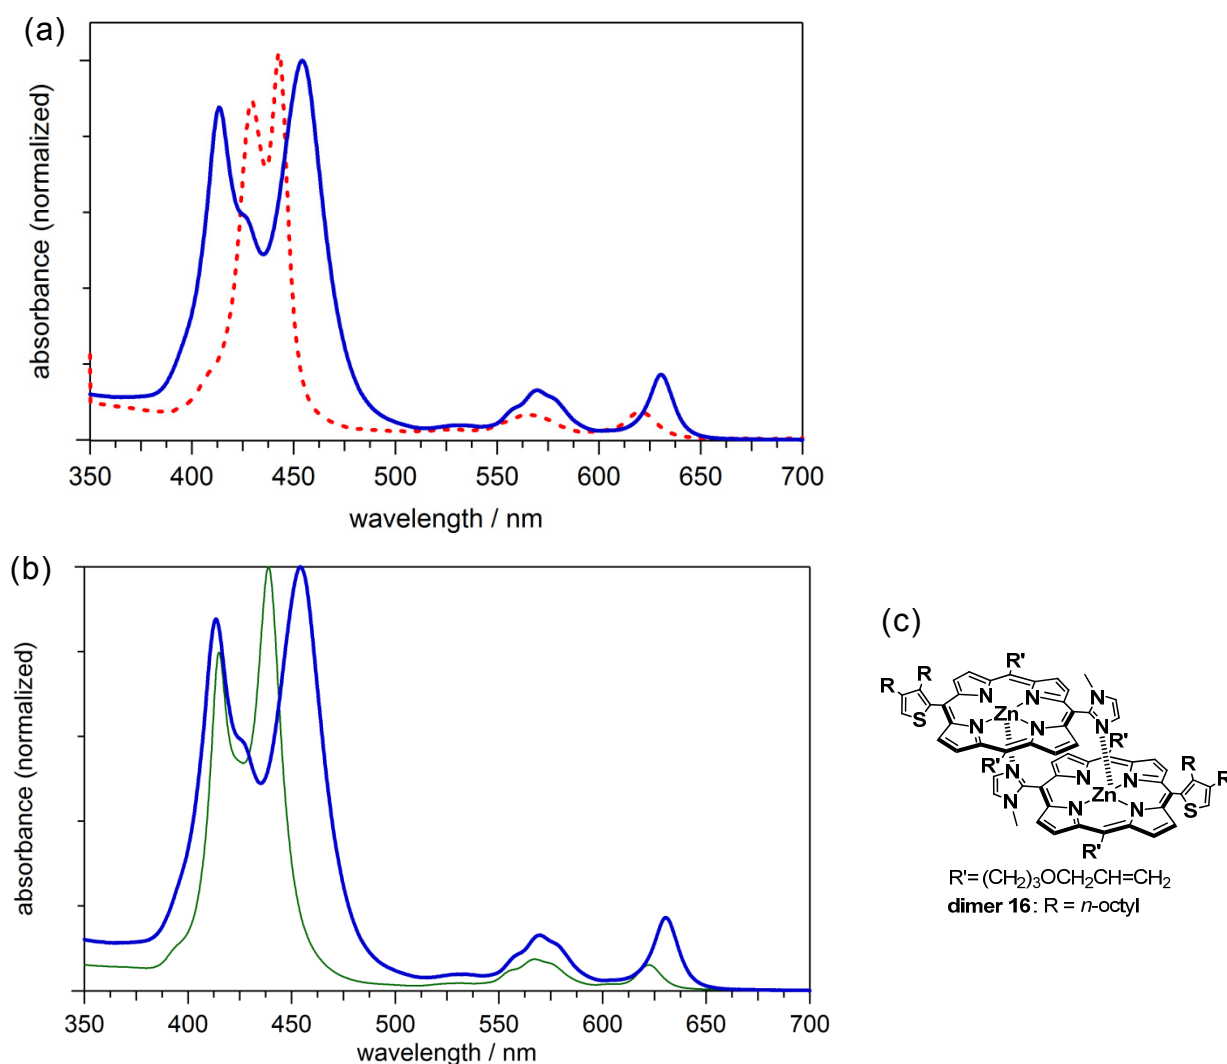 (a)
absorbance (normalized)
350 400 450 500 550 600 650 700
wavelength / nm
(b)
absorbance (normalized)
350 400 450 500 550 600 650 700
wavelength / nm
(c)
R'
R
R
S
N
N
Zn
N
N
N
N
R'
R'
N
N
N
N
Zn
N
N
R
R
S
R'
R'= (CH₂)₃OCH₂CH=CH₂
dimer 16: R = n-octyl